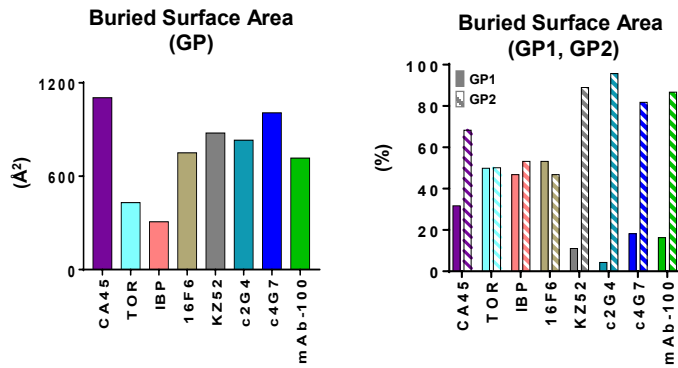 Buried Surface Area
(GP)
(Å²)
1200
600
0
CA45
TOR
IBP
16F6
KZ52
c2G4
c4G7
mAb-100
Buried Surface Area
(GP1, GP2)
(%)
100
80
60
40
20
0
GP1
GP2
CA45
TOR
IBP
16F6
KZ52
c2G4
c4G7
mAb-100